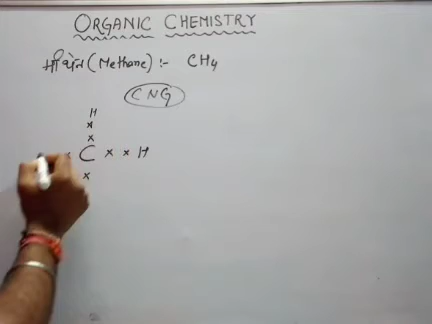 ORGANIC CHEMISTRY
मीथेन (Methane) :- CH4
CNG
H
x
x
x C x x H
x